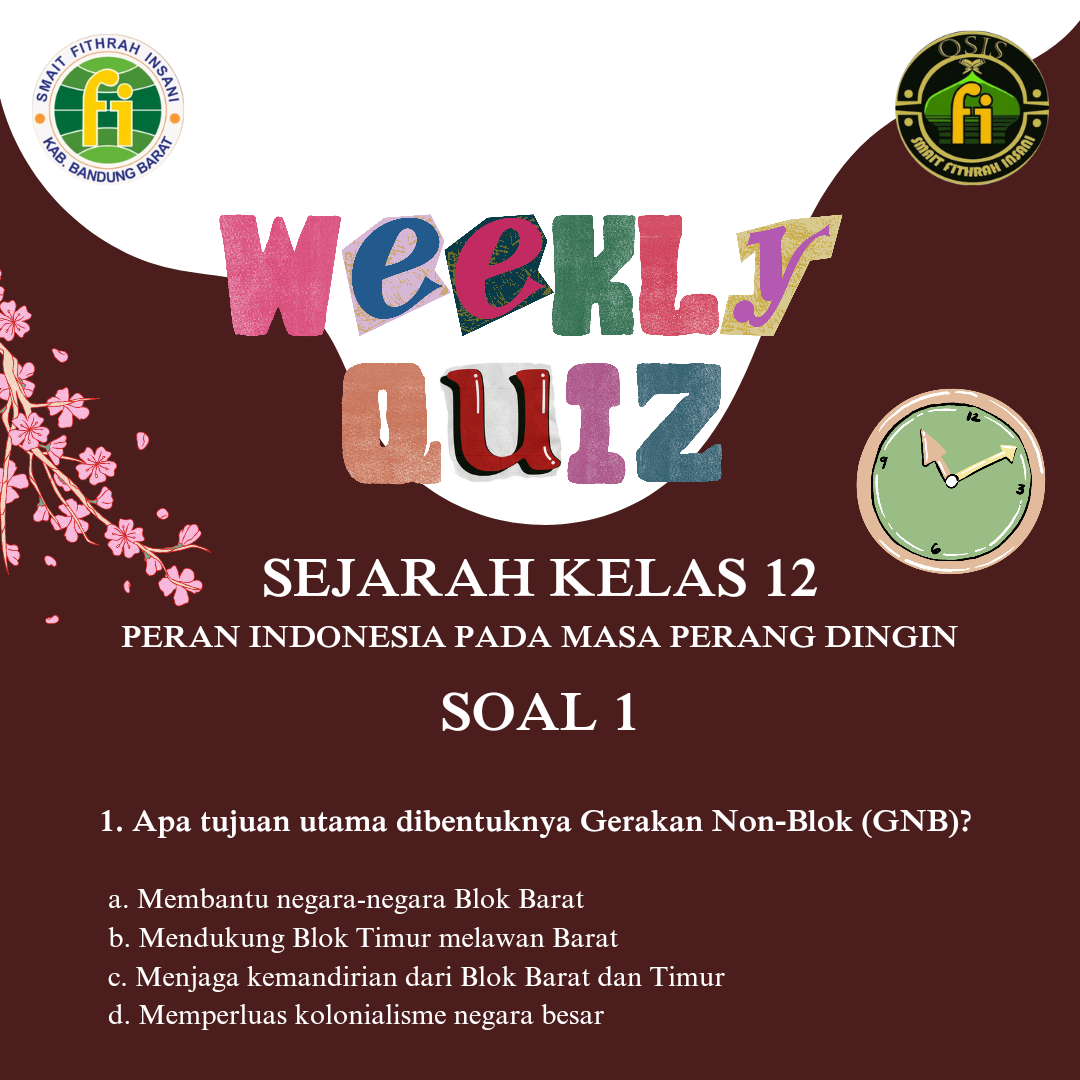 SMAIT FITHRAH INSANI
fi
KAB. BANDUNG BARAT
OSIS
fi
SMAIT FITHRAH INSANI
Weekly
QUIZ
12
9
3
6
SEJARAH KELAS 12
PERAN INDONESIA PADA MASA PERANG DINGIN
SOAL 1
1. Apa tujuan utama dibentuknya Gerakan Non-Blok (GNB)?
a. Membantu negara-negara Blok Barat
b. Mendukung Blok Timur melawan Barat
c. Menjaga kemandirian dari Blok Barat dan Timur
d. Memperluas kolonialisme negara besar